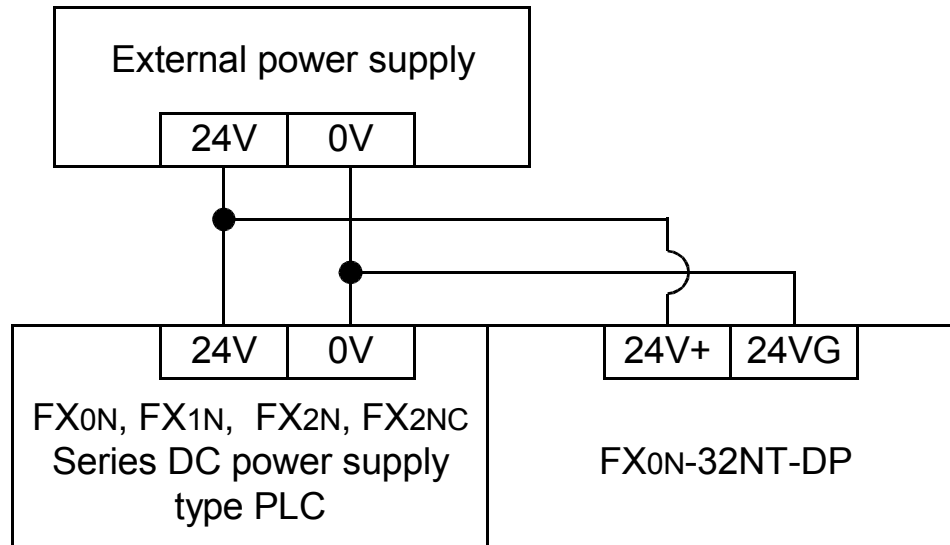 External power supply
24V 0V
24V 0V 24V+ 24VG
FX0N, FX1N, FX2N, FX2NC
Series DC power supply
type PLC
FX0N-32NT-DP